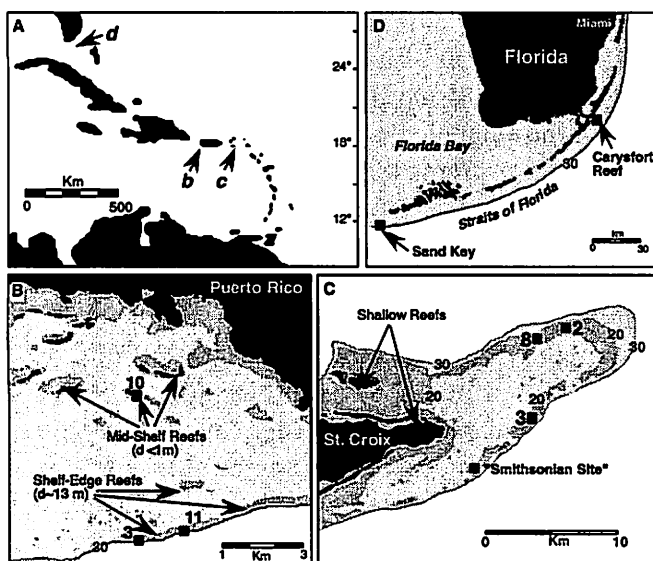 A
d
b
c
Km
0
500
24°
18°
12°
D
Miami
Florida
Florida Bay
30
Carysfort
Reef
Straits of Florida
Sand Key
Km
0
30
B
Puerto Rico
10
Mid-Shelf Reefs
(d<1m)
Shelf-Edge Reefs
(d~13 m)
3
11
20
1
Km
3
C
Shallow Reefs
30
20
8
2
20
30
20
3
St. Croix
"Smithsonian Site"
0
Km
10